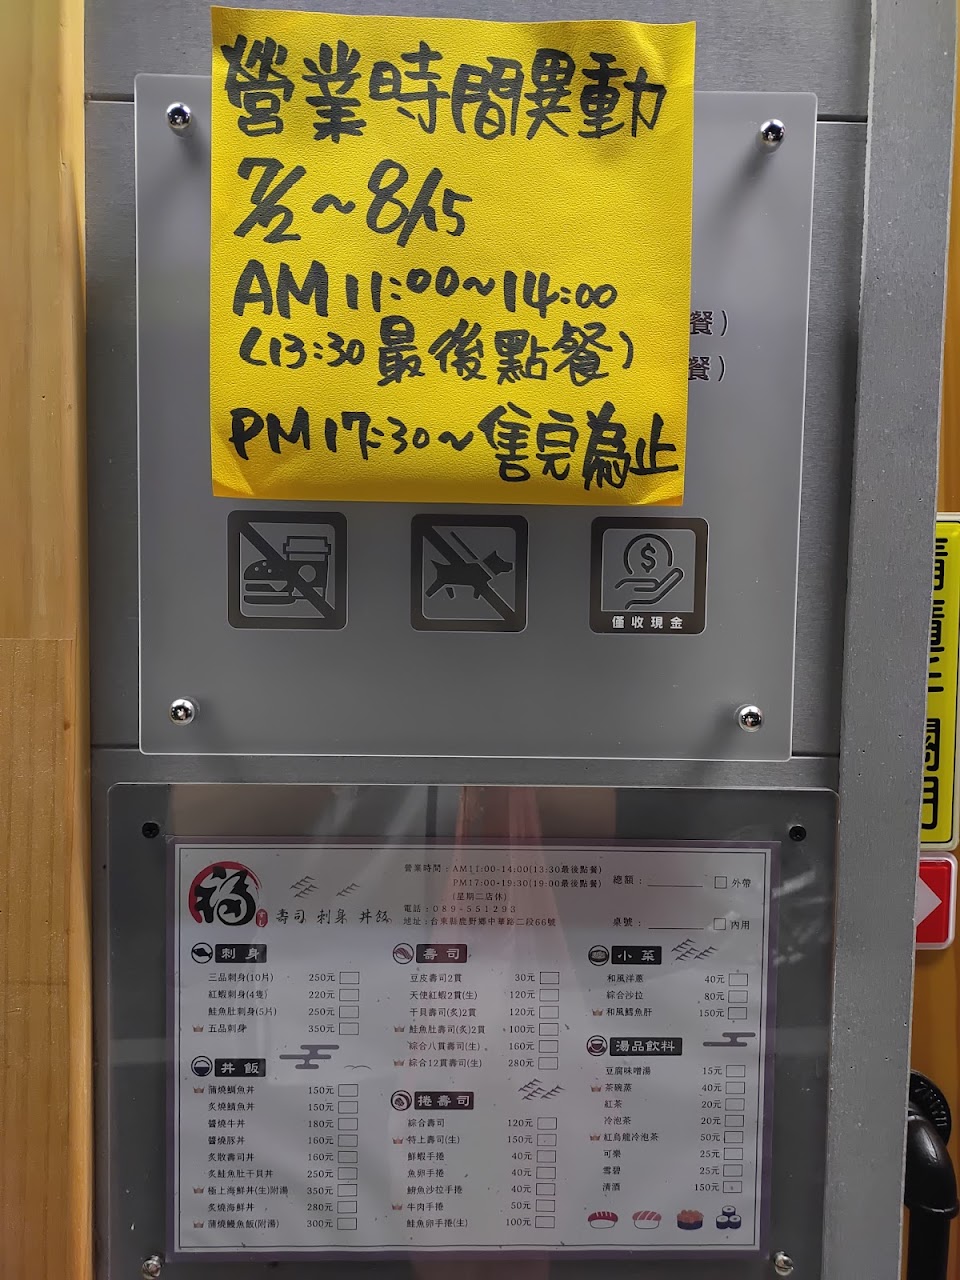 營業時間異動
7/2~8/15
AM 11:00~14:00
(13:30最後點餐)
PM 17:30~售完為止
餐)
餐)
僅收現金
福
壽司 刺身 丼飯
營業時間：AM11:00-14:00(13:30最後點餐)
PM17:00-19:30(19:00最後點餐)
(星期二店休)
電話：089-551293
地址：台東縣鹿野鄉中華路二段66號
總額：
外帶
桌號：
內用
刺身
三品刺身(10片) 250元
紅蝦刺身(4隻) 220元
鮭魚肚刺身(5片) 250元
五品刺身 350元
丼飯
蒲燒鯛魚丼 150元
炙燒鯖魚丼 150元
醬燒牛丼 180元
醬燒豚丼 160元
炙散壽司丼 160元
炙鮭魚肚干貝丼 250元
極上海鮮丼(生)附湯 350元
炙燒海鮮丼 280元
蒲燒鰻魚飯(附湯) 300元
壽司
豆皮壽司2貫 30元
天使紅蝦2貫(生) 120元
干貝壽司(炙)2貫 120元
鮭魚肚壽司(炙)2貫 100元
綜合八貫壽司(生) 160元
綜合12貫壽司(生) 280元
捲壽司
綜合壽司 120元
特上壽司(生) 150元
鮮蝦手捲 40元
魚卵手捲 40元
鮪魚沙拉手捲 40元
牛肉手捲 50元
鮭魚卵手捲(生) 100元
小菜
和風洋蔥 40元
綜合沙拉 80元
和風鱈魚肝 150元
湯品飲料
豆腐味噌湯 15元
茶碗蒸 40元
紅茶 20元
冷泡茶 20元
紅烏龍冷泡茶 50元
可樂 25元
雪碧 25元
清酒 150元